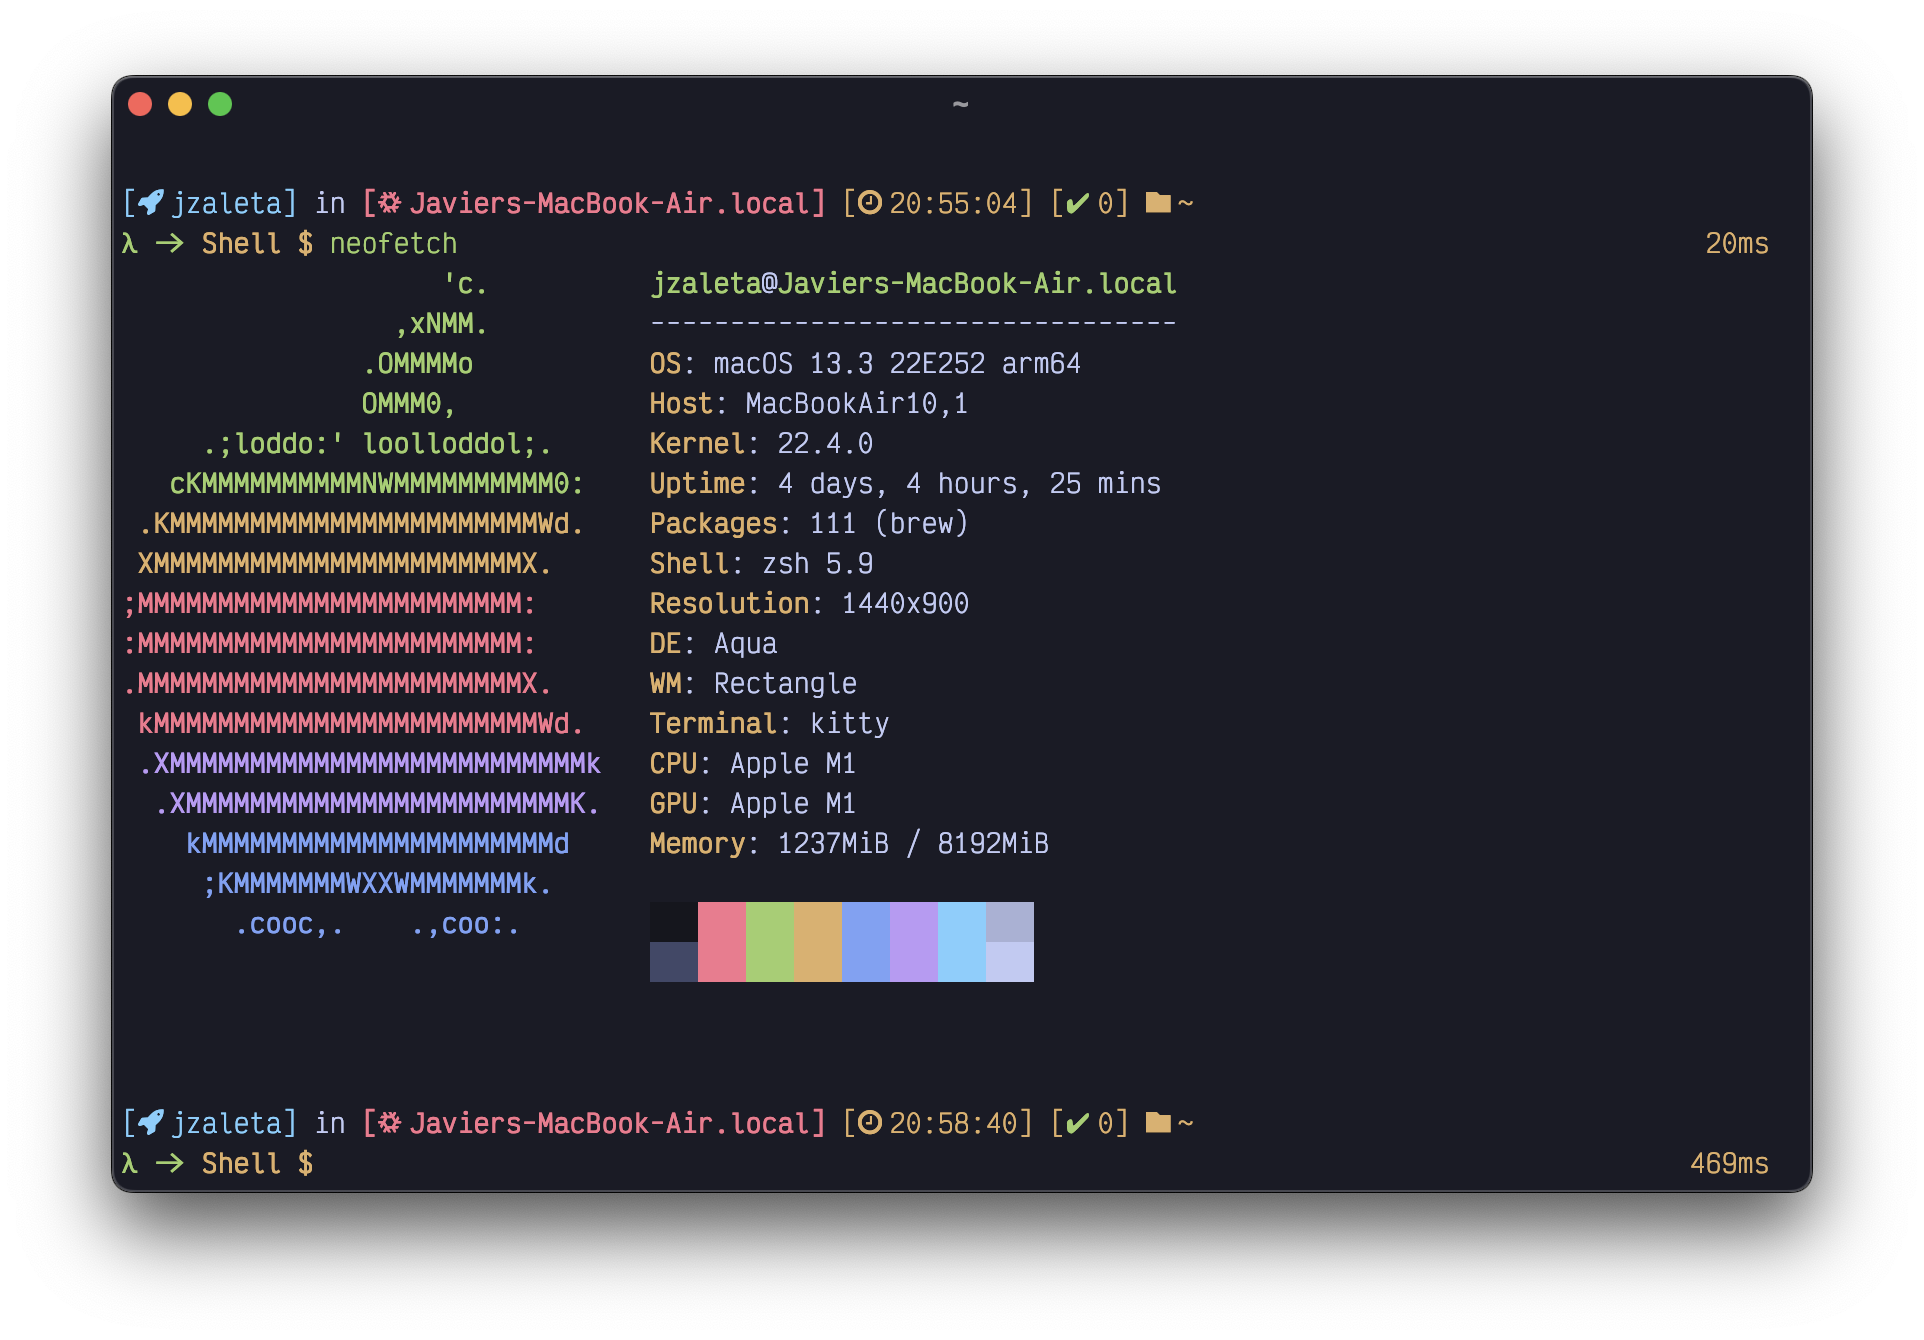 ~
[jzaleta] in [Javiers-MacBook-Air.local] [20:55:04] [✔ 0] ~
λ → Shell $ neofetch 20ms
'c. jzaleta@Javiers-MacBook-Air.local
,xNMM. ---------------------------------
.OMMMMo OS: macOS 13.3 22E252 arm64
OMMM0, Host: MacBookAir10,1
.;loddo:' loolloddol;. Kernel: 22.4.0
cKMMMMMMMMMMNWMMMMMMMMMM0: Uptime: 4 days, 4 hours, 25 mins
.KMMMMMMMMMMMMMMMMMMMMMMMWd. Packages: 111 (brew)
XMMMMMMMMMMMMMMMMMMMMMMMX. Shell: zsh 5.9
;MMMMMMMMMMMMMMMMMMMMMMMM: Resolution: 1440x900
:MMMMMMMMMMMMMMMMMMMMMMMM: DE: Aqua
.MMMMMMMMMMMMMMMMMMMMMMMMX. WM: Rectangle
kMMMMMMMMMMMMMMMMMMMMMMMMWd. Terminal: kitty
.XMMMMMMMMMMMMMMMMMMMMMMMMMMk CPU: Apple M1
.XMMMMMMMMMMMMMMMMMMMMMMMMK. GPU: Apple M1
kMMMMMMMMMMMMMMMMMMMMMMd Memory: 1237MiB / 8192MiB
;KMMMMMMMWXXWMMMMMMMk.
.cooc,. .,coo:.
[jzaleta] in [Javiers-MacBook-Air.local] [20:58:40] [✔ 0] ~
λ → Shell $ 469ms